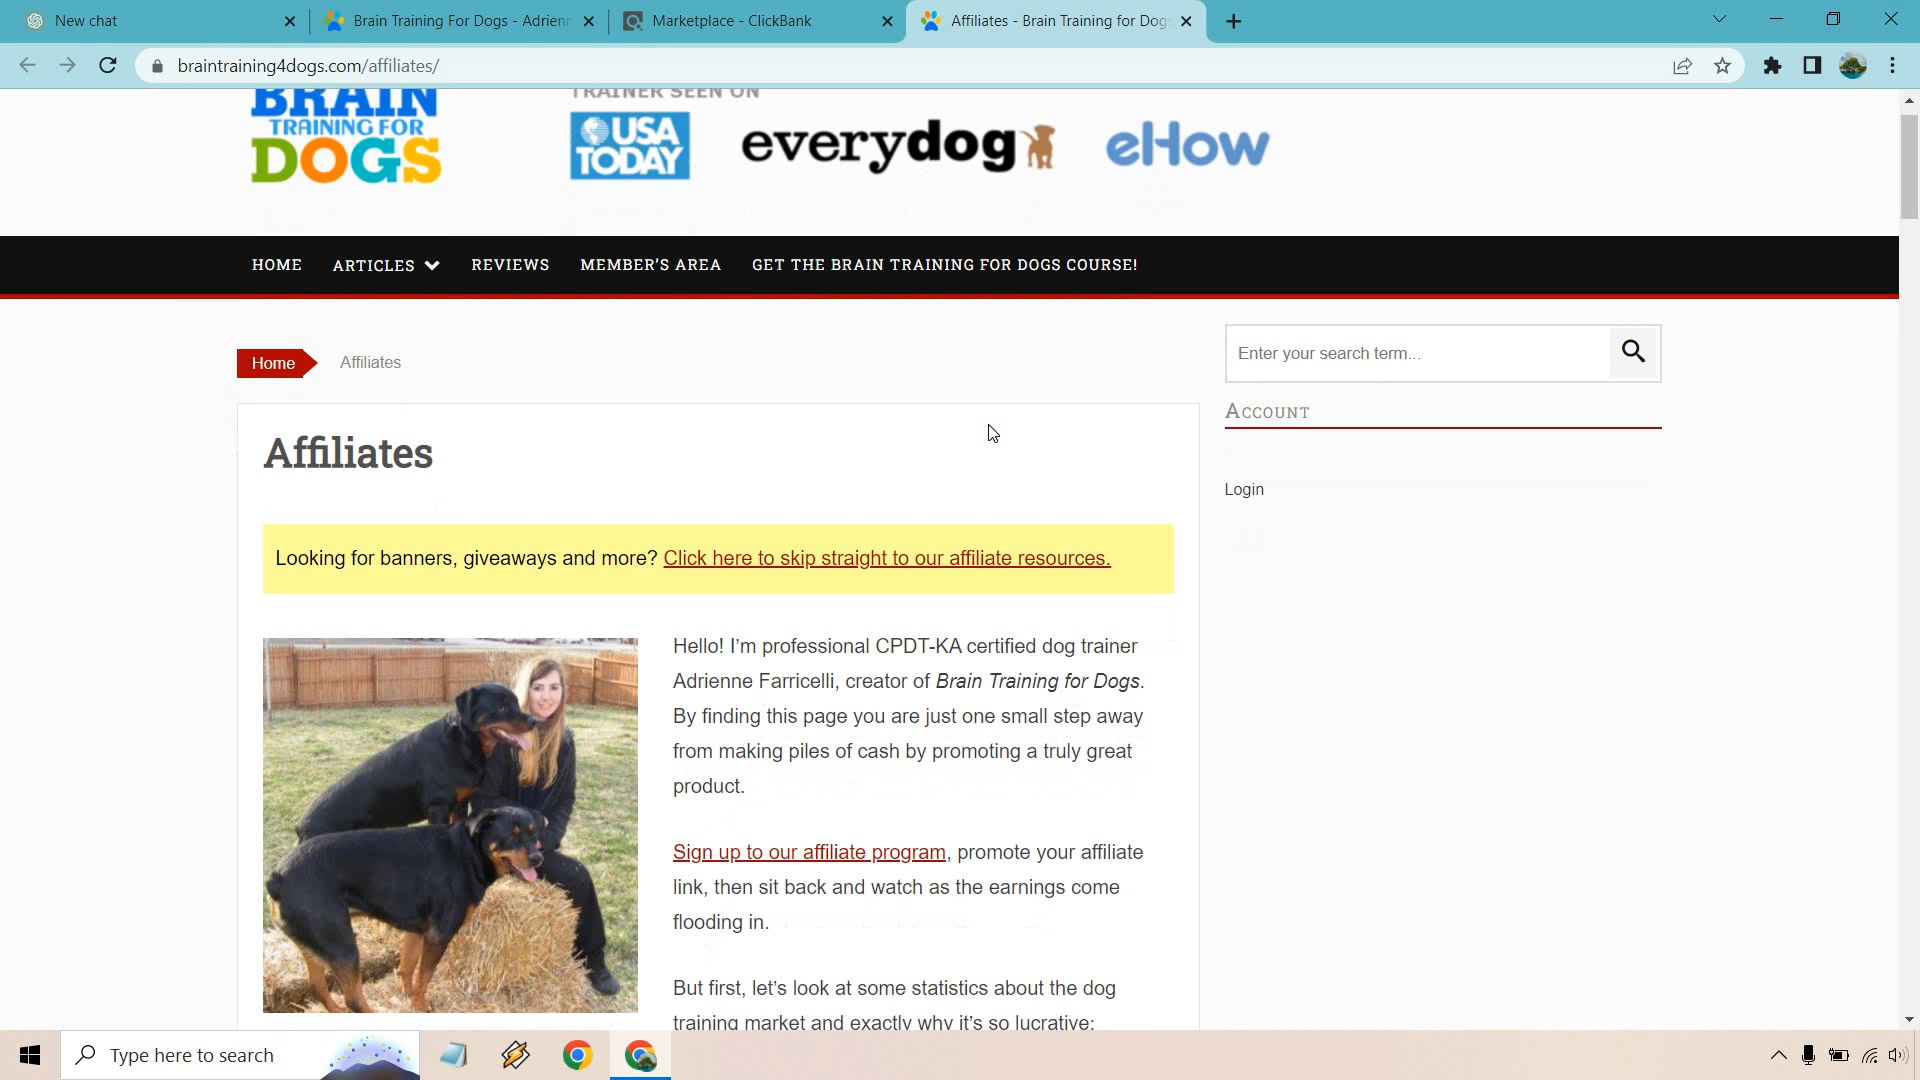 New chat
Brain Training For Dogs - Adrien
Marketplace - ClickBank
Affiliates - Brain Training for Dog
braintraining4dogs.com/affiliates/
BRAIN
TRAINING FOR
DOGS
TRAINER SEEN ON
USA
TODAY
everydog
eHow
HOME
ARTICLES
REVIEWS
MEMBER'S AREA
GET THE BRAIN TRAINING FOR DOGS COURSE!
Home
Affiliates
Enter your search term...
ACCOUNT
Login
Affiliates
Looking for banners, giveaways and more? Click here to skip straight to our affiliate resources.
Hello! I'm professional CPDT-KA certified dog trainer
Adrienne Farricelli, creator of Brain Training for Dogs.
By finding this page you are just one small step away
from making piles of cash by promoting a truly great
product.
Sign up to our affiliate program, promote your affiliate
link, then sit back and watch as the earnings come
flooding in.
But first, let's look at some statistics about the dog
training market and exactly why it's so lucrative:
Type here to search